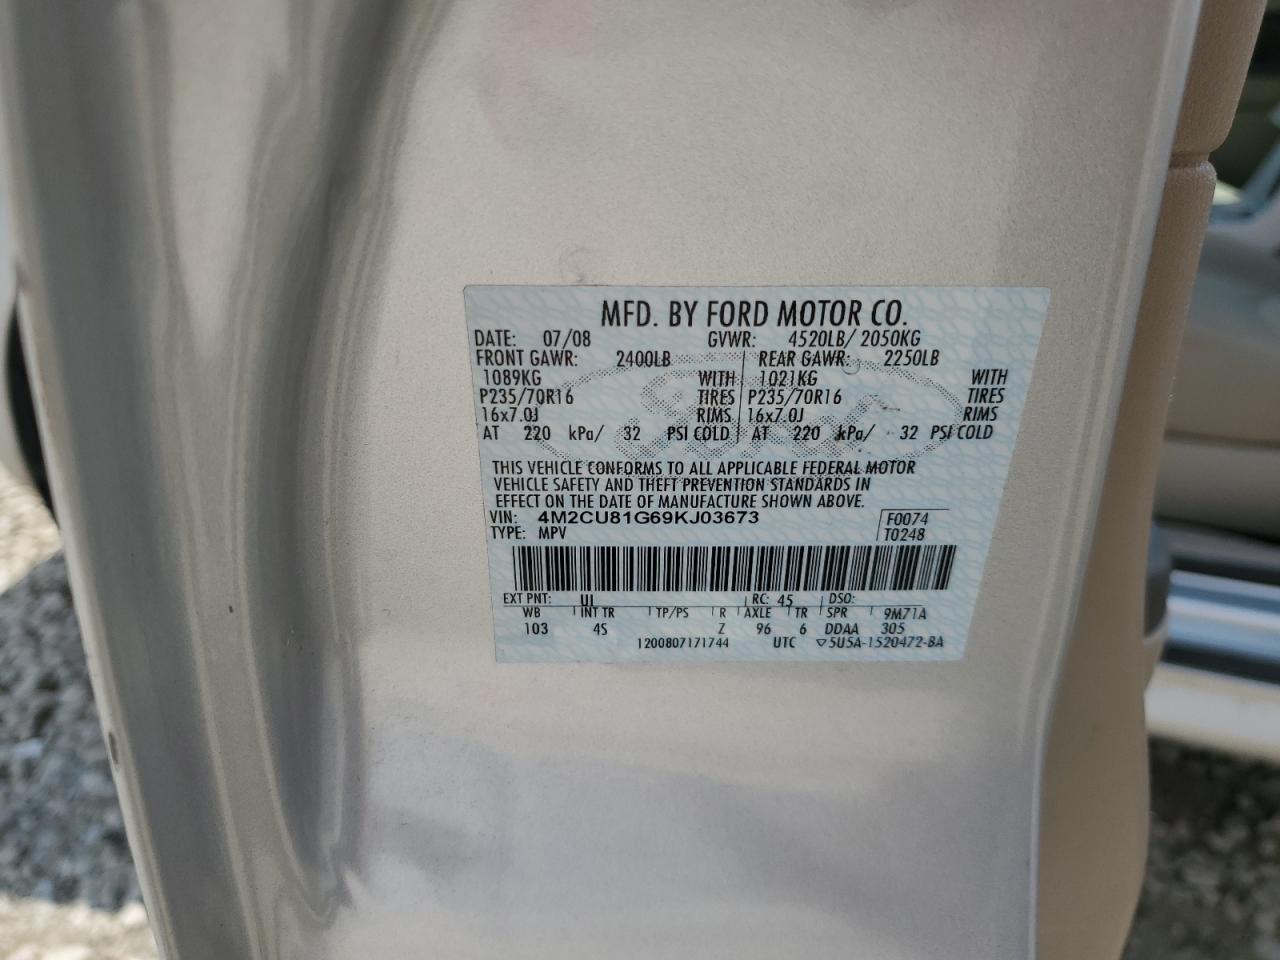 MFD. BY FORD MOTOR CO.
DATE: 07/08 GVWR: 4520LB/ 2050KG
FRONT GAWR: 2400LB REAR GAWR: 2250LB
1089KG WITH 1021KG WITH
P235/70R16 TIRES P235/70R16 TIRES
16x7.0J RIMS 16x7.0J RIMS
AT 220 kPa/ 32 PSI COLD AT 220 kPa/ 32 PSI COLD
THIS VEHICLE CONFORMS TO ALL APPLICABLE FEDERAL MOTOR
VEHICLE SAFETY AND THEFT PREVENTION STANDARDS IN
EFFECT ON THE DATE OF MANUFACTURE SHOWN ABOVE.
VIN: 4M2CU81G69KJ03673 F0074
TYPE: MPV T0248
EXT PNT: UJ RC: 45 DSO:
WB INT TR TP/PS R AXLE TR SPR 9M71A
103 4S Z 96 6 DDAA 305
1200807171744 UTC ▽5U5A-1520472-BA